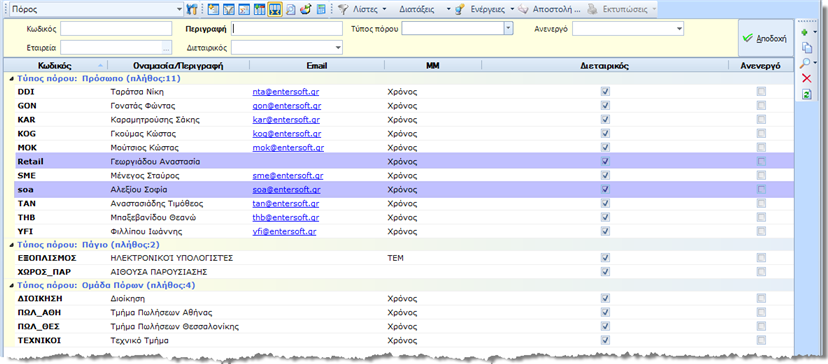 Πόρος Λίστες Διατάξεις Ενέργειες Αποστολή ... Εκτυπώσεις
Κωδικός Περιγραφή Τύπος πόρου Ανενεργό
Εταιρεία ... Διεταιρικός Αποδοχή
Κωδικός Ονομασία/Περιγραφή Email ΜΜ Διεταιρικός Ανενεργό
Τύπος πόρου: Πρόσωπο (πλήθος:11)
DDI Ταράτσα Νίκη nta@entersoft.gr Χρόνος
GON Γονατάς Φώντας gon@entersoft.gr Χρόνος
KAR Καραμητρούσης Σάκης kar@entersoft.gr Χρόνος
KOG Γκούμας Κώστας kog@entersoft.gr Χρόνος
MOK Μούτσιος Κώστας mok@entersoft.gr Χρόνος
Retail Γεωργιάδου Αναστασία Χρόνος
SME Μένεγος Σταύρος sme@entersoft.gr Χρόνος
soa Αλεξίου Σοφία soa@entersoft.gr Χρόνος
TAN Αναστασιάδης Τιμόθεος tan@entersoft.gr Χρόνος
THB Μπαξεβανίδου Θεανώ thb@entersoft.gr Χρόνος
YFI Φιλλίπου Ιωάννης yfi@entersoft.gr Χρόνος
Τύπος πόρου: Πάγιο (πλήθος:2)
ΕΞΟΠΛΙΣΜΟΣ ΗΛΕΚΤΡΟΝΙΚΟΊ ΥΠΟΛΟΓΙΣΤΈΣ ΤΕΜ
ΧΩΡΟΣ_ΠΑΡ ΑΙΘΟΥΣΑ ΠΑΡΟΥΣΙΑΣΗΣ
Τύπος πόρου: Ομάδα Πόρων (πλήθος:4)
ΔΙΟΙΚΗΣΗ Διοίκηση Χρόνος
ΠΩΛ_ΑΘΗ Τμήμα Πωλήσεων Αθήνας Χρόνος
ΠΩΛ_ΘΕΣ Τμήμα Πωλήσεων Θεσσαλονίκης Χρόνος
ΤΕΧΝΙΚΟΙ Τεχνικό Τμήμα Χρόνος